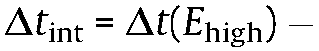 Δt_int = Δt(E_high) −